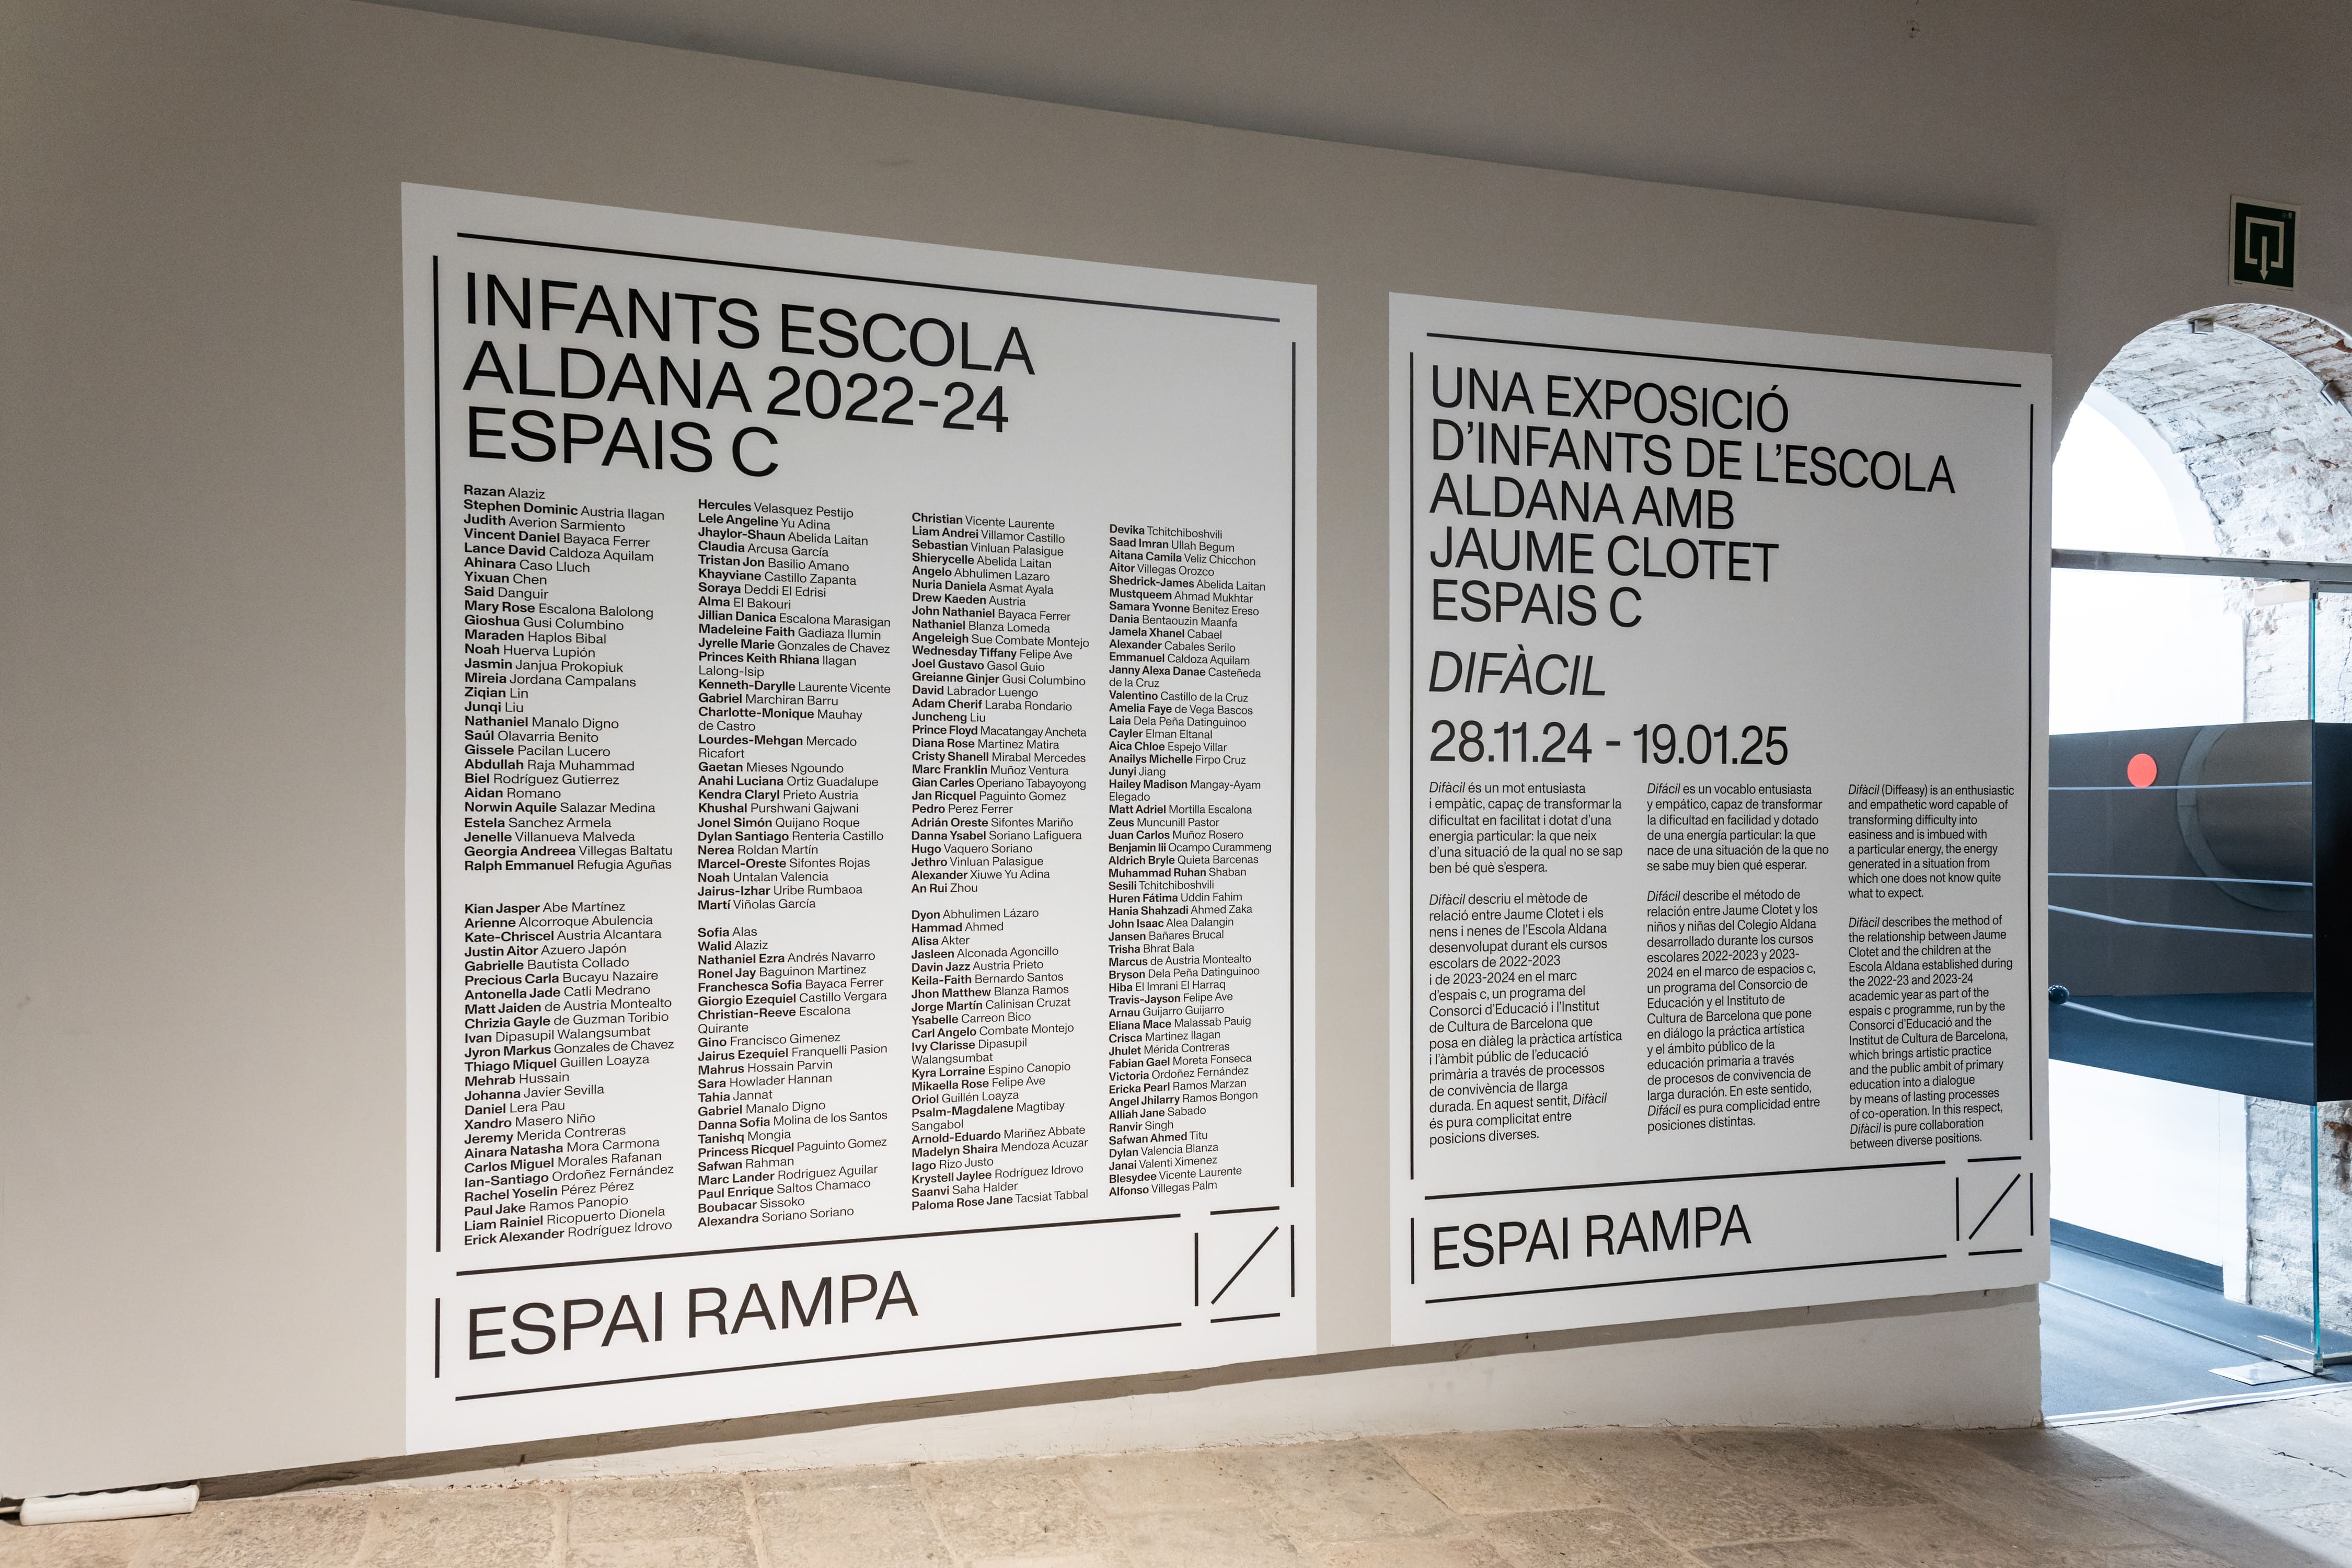 INFANTS ESCOLA
ALDANA 2022-24
ESPAIS C
Razan Alaziz
Stephen Dominic Austria Ilagan
Judith Averion Sarmiento
Vincent Daniel Bayaca Ferrer
Lance David Caldoza Aquilam
Ahinara Caso Lluch
Yixuan Chen
Said Danguir
Mary Rose Escalona Balolong
Gioshua Gusi Columbino
Maraden Haplos Bibal
Noah Huerva Lupión
Jasmin Janjua Prokopiuk
Mireia Jordana Campalans
Ziqian Lin
Junqi Liu
Nathaniel Manalo Digno
Saúl Olavarria Benito
Gissele Pacilan Lucero
Abdullah Raja Muhammad
Biel Rodríguez Gutierrez
Aidan Romano
Norwin Aquile Salazar Medina
Estela Sanchez Armela
Jenelle Villanueva Malveda
Georgia Andreea Villegas Baltatu
Ralph Emmanuel Refugia Aguñas
Kian Jasper Abe Martínez
Arienne Alcorroque Abulencia
Kate-Chriscel Austria Alcantara
Justin Aitor Azuero Japón
Gabrielle Bautista Collado
Precious Carla Bucayu Nazaire
Antonella Jade Catli Medrano
Matt Jaiden de Austria Montealto
Chrizia Gayle de Guzman Toribio
Ivan Dipasupil Walangsumbat
Jyron Markus Gonzales de Chavez
Thiago Miquel Guillen Loayza
Mehrab Hussain
Johanna Javier Sevilla
Daniel Lera Pau
Xandro Masero Niño
Jeremy Merida Contreras
Ainara Natasha Mora Carmona
Carlos Miguel Morales Rafanan
Ian-Santiago Ordoñez Fernández
Rachel Yoselin Pérez Pérez
Paul Jake Ramos Panopio
Liam Rainiel Ricopuerto Dionela
Erick Alexander Rodríguez Idrovo
Hercules Velasquez Pestijo
Lele Angeline Yu Adina
Jhaylor-Shaun Abelida Laitan
Claudia Arcusa García
Tristan Jon Basilio Amano
Khayviane Castillo Zapanta
Soraya Deddi El Edrisi
Alma El Bakouri
Jillian Danica Escalona Marasigan
Madeleine Faith Gadiaza Ilumin
Jyrelle Marie Gonzales de Chavez
Princes Keith Rhiana Ilagan
Lalong-Isip
Kenneth-Darylle Laurente Vicente
Gabriel Marchiran Barru
Charlotte-Monique Mauhay
de Castro
Lourdes-Mehgan Mercado
Ricafort
Gaetan Mieses Ngoundo
Anahi Luciana Ortiz Guadalupe
Kendra Claryl Prieto Austria
Khushal Purshwani Gajwani
Jonel Simón Quijano Roque
Dylan Santiago Renteria Castillo
Nerea Roldan Martín
Marcel-Oreste Sifontes Rojas
Noah Untalan Valencia
Jairus-Izhar Uribe Rumbaoa
Martí Viñolas García
Sofia Alas
Walid Alaziz
Nathaniel Ezra Andrés Navarro
Ronel Jay Baguinon Martinez
Franchesca Sofia Bayaca Ferrer
Giorgio Ezequiel Castillo Vergara
Christian-Reeve Escalona
Quirante
Gino Francisco Gimenez
Jairus Ezequiel Franquelli Pasion
Mahrus Hossain Parvin
Sara Howlader Hannan
Tahia Jannat
Gabriel Manalo Digno
Danna Sofia Molina de los Santos
Tanishq Mongia
Princess Ricquel Paguinto Gomez
Safwan Rahman
Marc Lander Rodriguez Aguilar
Paul Enrique Saltos Chamaco
Boubacar Sissoko
Alexandra Soriano Soriano
Christian Vicente Laurente
Liam Andrei Villamor Castillo
Sebastian Vinluan Palasigue
Shierycelle Abelida Laitan
Angelo Abhulimen Lazaro
Nuria Daniela Asmat Ayala
Drew Kaeden Austria
John Nathaniel Bayaca Ferrer
Nathaniel Blanza Lomeda
Angeleigh Sue Combate Montejo
Wednesday Tiffany Felipe Ave
Joel Gustavo Gasol Guio
Greianne Ginjer Gusi Columbino
David Labrador Luengo
Adam Cherif Laraba Rondario
Juncheng Liu
Prince Floyd Macatangay Ancheta
Diana Rose Martinez Matira
Cristy Shanell Mirabal Mercedes
Marc Franklin Muñoz Ventura
Gian Carles Operiano Tabayoyong
Jan Ricquel Paguinto Gomez
Pedro Perez Ferrer
Adrián Oreste Sifontes Mariño
Danna Ysabel Soriano Lafiguera
Hugo Vaquero Soriano
Jethro Vinluan Palasigue
Alexander Xiuwe Yu Adina
An Rui Zhou
Dyon Abhulimen Lázaro
Hammad Ahmed
Alisa Akter
Jasleen Alconada Agoncillo
Davin Jazz Austria Prieto
Keila-Faith Bernardo Santos
Jhon Matthew Blanza Ramos
Jorge Martín Calinisan Cruzat
Ysabelle Carreon Bico
Carl Angelo Combate Montejo
Ivy Clarisse Dipasupil
Walangsumbat
Kyra Lorraine Espino Canopio
Mikaella Rose Felipe Ave
Oriol Guillén Loayza
Psalm-Magdalene Magtibay
Sangabol
Arnold-Eduardo Mariñez Abbate
Madelyn Shaira Mendoza Acuzar
Iago Rizo Justo
Krystell Jaylee Rodríguez Idrovo
Saanvi Saha Halder
Paloma Rose Jane Tacsiat Tabbal
Devika Tchitchiboshvili
Saad Imran Ullah Begum
Aitana Camila Veliz Chicchon
Aitor Villegas Orozco
Shedrick-James Abelida Laitan
Mustqueem Ahmad Mukhtar
Samara Yvonne Benitez Ereso
Dania Bentaouzin Maanfa
Jamela Xhanel Cabael
Alexander Cabales Serilo
Emmanuel Caldoza Aquilam
Janny Alexa Danae Casteñeda
de la Cruz
Valentino Castillo de la Cruz
Amelia Faye de Vega Bascos
Laia Dela Peña Datinguinoo
Cayler Elman Eltanal
Aica Chloe Espejo Villar
Anailys Michelle Firpo Cruz
Junyi Jiang
Hailey Madison Mangay-Ayam
Elegado
Matt Adriel Mortilla Escalona
Zeus Muncunill Pastor
Juan Carlos Muñoz Rosero
Benjamin Iii Ocampo Curammeng
Aldrich Bryle Quieta Barcenas
Muhammad Ruhan Shaban
Sesili Tchitchiboshvili
Huren Fátima Uddin Fahim
Hania Shahzadi Ahmed Zaka
John Isaac Alea Dalangin
Jansen Bañares Brucal
Trisha Bhrat Bala
Marcus de Austria Montealto
Bryson Dela Peña Datinguinoo
Hiba El Imrani El Harraq
Travis-Jayson Felipe Ave
Arnau Guijarro Guijarro
Eliana Mace Malassab Pauig
Crisca Martinez Ilagan
Jhulet Mérida Contreras
Fabian Gael Moreta Fonseca
Victoria Ordoñez Fernández
Ericka Pearl Ramos Marzan
Angel Jhilarry Ramos Bongon
Alliah Jane Sabado
Ranvir Singh
Safwan Ahmed Titu
Dylan Valencia Blanza
Janai Valenti Ximenez
Blesydee Vicente Laurente
Alfonso Villegas Palm
ESPAI RAMPA
UNA EXPOSICIÓ
D'INFANTS DE L'ESCOLA
ALDANA AMB
JAUME CLOTET
ESPAIS C
DIFÀCIL
28.11.24 - 19.01.25
Difàcil és un mot entusiasta
i empàtic, capaç de transformar la
dificultat en facilitat i dotat d'una
energia particular: la que neix
d'una situació de la qual no se sap
ben bé què s'espera.
Difàcil descriu el mètode de
relació entre Jaume Clotet i els
nens i nenes de l'Escola Aldana
desenvolupat durant els cursos
escolars de 2022-2023
i de 2023-2024 en el marc
d'espais c, un programa del
Consorci d'Educació i l'Institut
de Cultura de Barcelona que
posa en diàleg la pràctica artística
i l'àmbit públic de l'educació
primària a través de processos
de convivència de llarga
durada. En aquest sentit, Difàcil
és pura complicitat entre
posicions diverses.
Difácil es un vocablo entusiasta
y empático, capaz de transformar
la dificultad en facilidad y dotado
de una energía particular: la que
nace de una situación de la que no
se sabe muy bien qué esperar.
Difácil describe el método de
relación entre Jaume Clotet y los
niños y niñas del Colegio Aldana
desarrollado durante los cursos
escolares 2022-2023 y 2023-
2024 en el marco de espacios c,
un programa del Consorcio de
Educación y el Instituto de
Cultura de Barcelona que pone
en diálogo la práctica artística
y el ámbito público de la
educación primaria a través
de procesos de convivencia de
larga duración. En este sentido,
Difácil es pura complicidad entre
posiciones distintas.
Difàcil (Diffeasy) is an enthusiastic
and empathetic word capable of
transforming difficulty into
easiness and is imbued with
a particular energy, the energy
generated in a situation from
which one does not know quite
what to expect.
Difàcil describes the method of
the relationship between Jaume
Clotet and the children at the
Escola Aldana established during
the 2022-23 and 2023-24
academic year as part of the
espais c programme, run by the
Consorci d'Educació and the
Institut de Cultura de Barcelona,
which brings artistic practice
and the public ambit of primary
education into a dialogue
by means of lasting processes
of co-operation. In this respect,
Difàcil is pure collaboration
between diverse positions.
ESPAI RAMPA